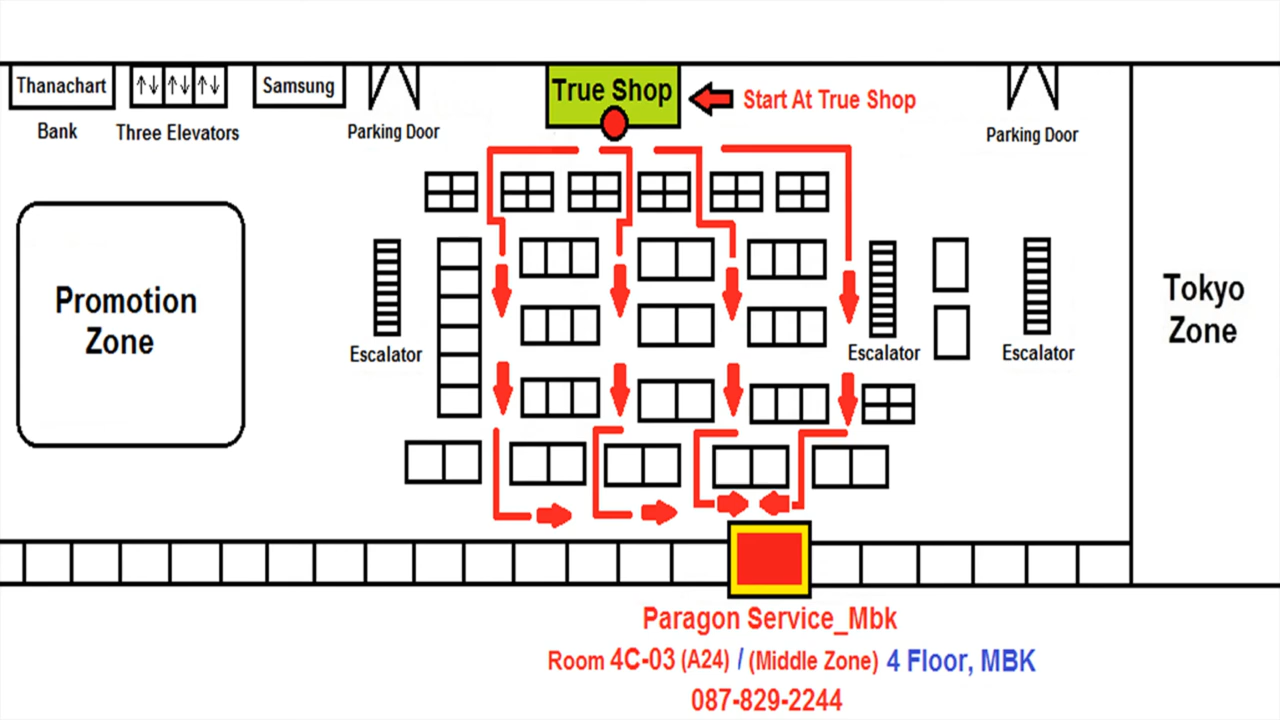 Thanachart
Bank
Three Elevators
Samsung
Parking Door
True Shop
Start At True Shop
Parking Door
Promotion
Zone
Escalator
Escalator
Escalator
Tokyo
Zone
Paragon Service_Mbk
Room 4C-03 (A24) / (Middle Zone) 4 Floor, MBK
087-829-2244